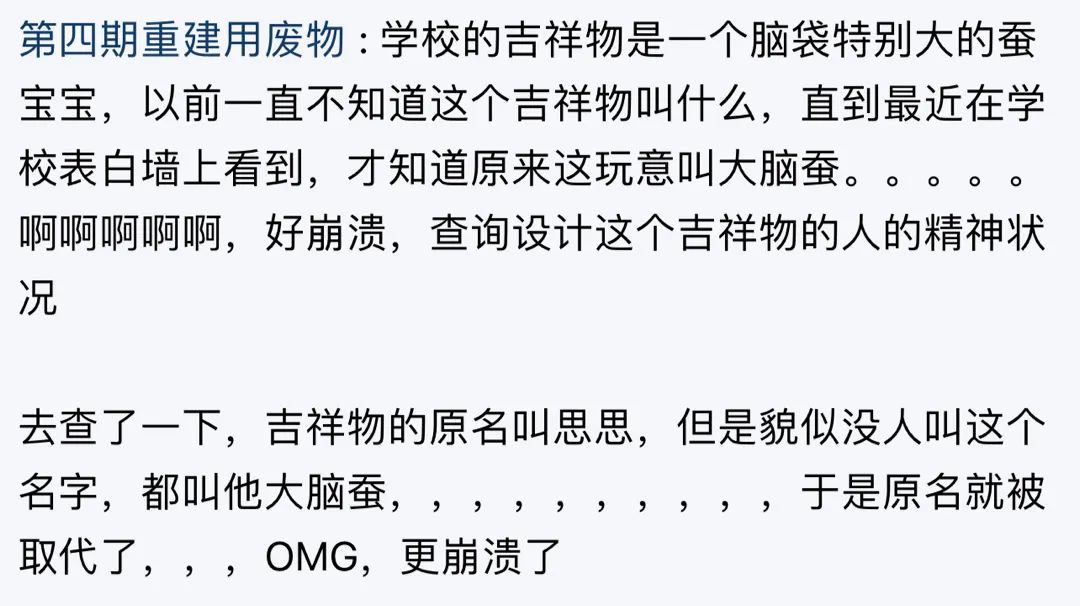 第四期重建用废物：学校的吉祥物是一个脑袋特别大的蚕
宝宝，以前一直不知道这个吉祥物叫什么，直到最近在学
校表白墙上看到，才知道原来这玩意叫大脑蚕。。。。。
啊啊啊啊啊，好崩溃，查询设计这个吉祥物的人的精神状
况
去查了一下，吉祥物的原名叫思思，但是貌似没人叫这个
名字，都叫他大脑蚕，，，，，，，，，，于是原名就被
取代了，，，OMG，更崩溃了